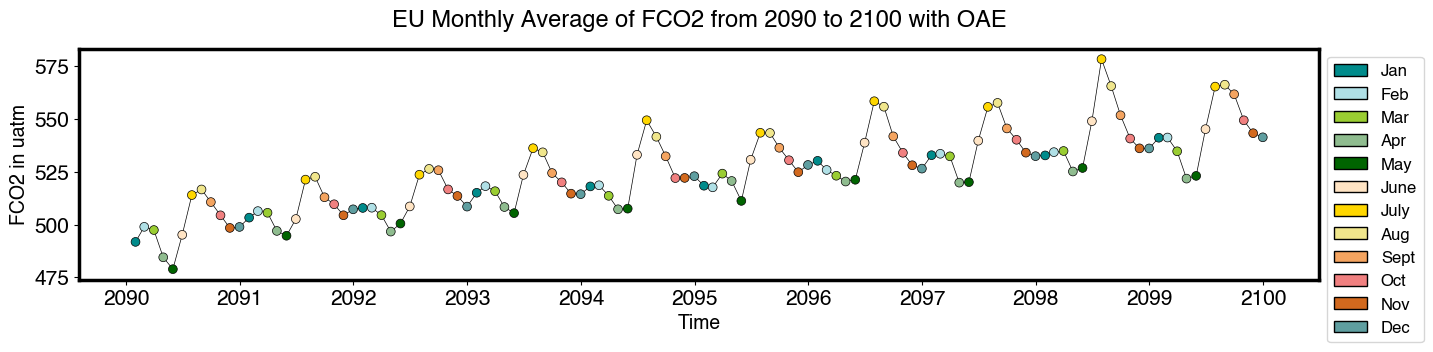 EU Monthly Average of FCO2 from 2090 to 2100 with OAE
FCO2 in uatm
575
550
525
500
475
2090 2091 2092 2093 2094 2095 2096 2097 2098 2099 2100
Time
Jan
Feb
Mar
Apr
May
June
July
Aug
Sept
Oct
Nov
Dec